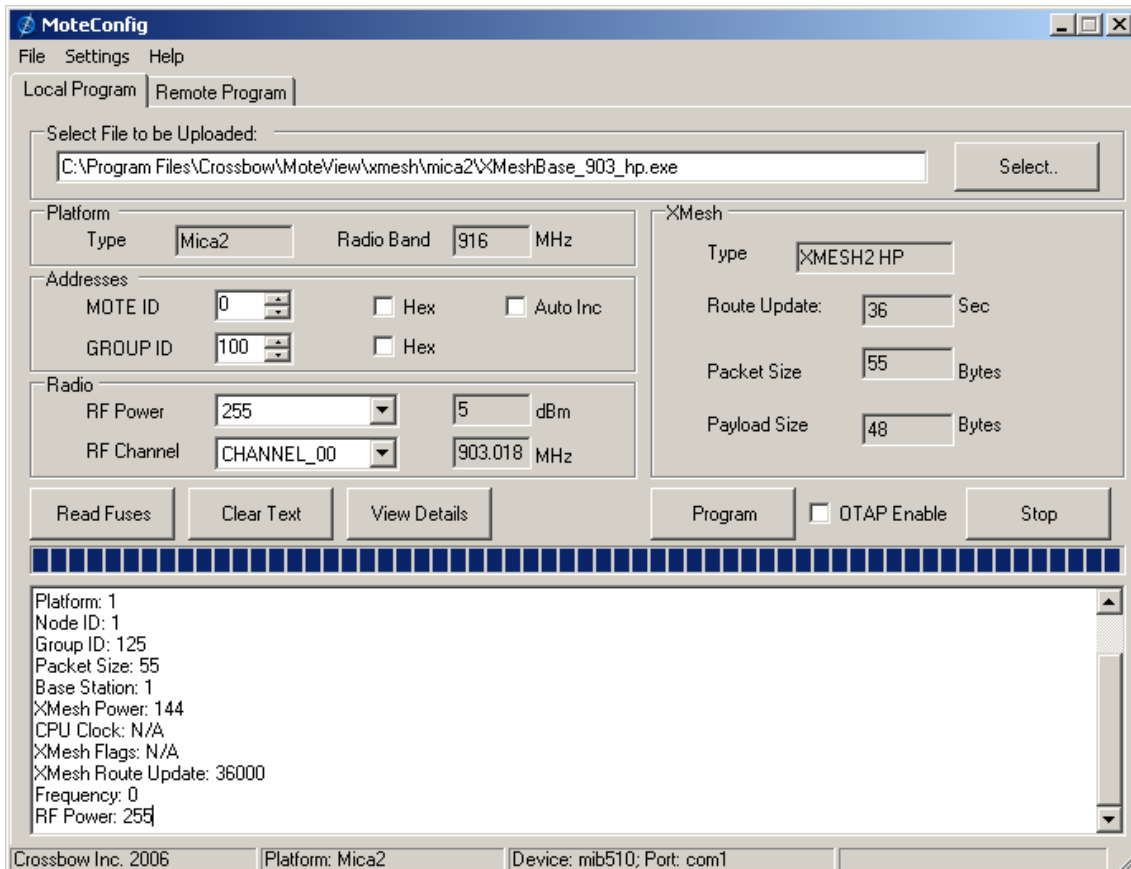 MoteConfig
File Settings Help
Local Program Remote Program
Select File to be Uploaded:
C:\Program Files\Crossbow\MoteView\xmesh\mica2\XMeshBase_903_hp.exe Select..
Platform
Type Mica2 Radio Band 916 MHz
Addresses
MOTE ID 0 Hex Auto Inc
GROUP ID 100 Hex
Radio
RF Power 255 5 dBm
RF Channel CHANNEL_00 903.018 MHz
XMesh
Type XMESH2 HP
Route Update: 36 Sec
Packet Size 55 Bytes
Payload Size 48 Bytes
Read Fuses Clear Text View Details Program OTAP Enable Stop
Platform: 1
Node ID: 1
Group ID: 125
Packet Size: 55
Base Station: 1
XMesh Power: 144
CPU Clock: N/A
XMesh Flags: N/A
XMesh Route Update: 36000
Frequency: 0
RF Power: 255
Crossbow Inc. 2006 Platform: Mica2 Device: mib510; Port: com1